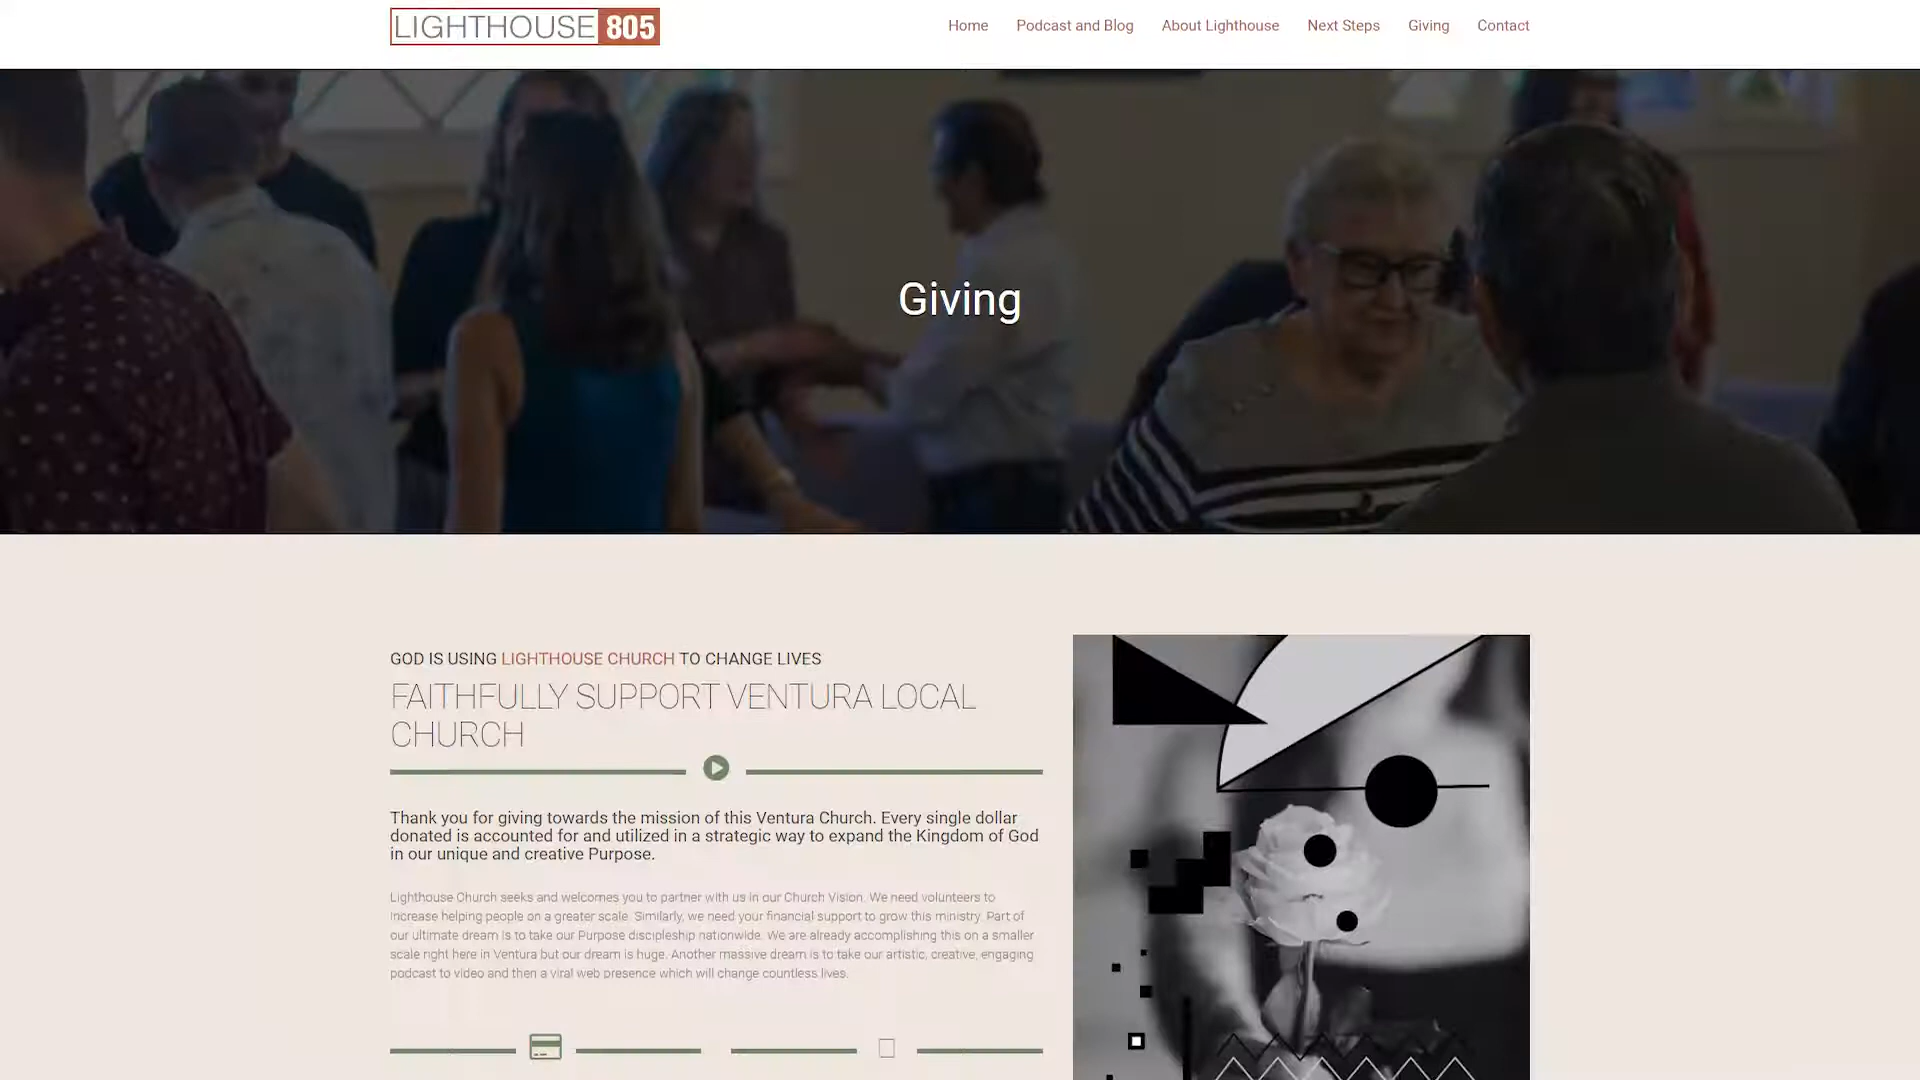 LIGHTHOUSE 805
Home Podcast and Blog About Lighthouse Next Steps Giving Contact
Giving
GOD IS USING LIGHTHOUSE CHURCH TO CHANGE LIVES
FAITHFULLY SUPPORT VENTURA LOCAL
CHURCH
Thank you for giving towards the mission of this Ventura Church. Every single dollar
donated is accounted for and utilized in a strategic way to expand the Kingdom of God
in our unique and creative Purpose.
Lighthouse Church seeks and welcomes you to partner with us in our Church Vision. We need volunteers to
increase helping people on a greater scale. Similarly, we need your financial support to grow this ministry. Part of
our ultimate dream is to take our Purpose discipleship nationwide. We are already accomplishing this on a smaller
scale right here in Ventura but our dream is huge. Another massive dream is to take our artistic, creative, engaging
podcast to video and then a viral web presence which will change countless lives.